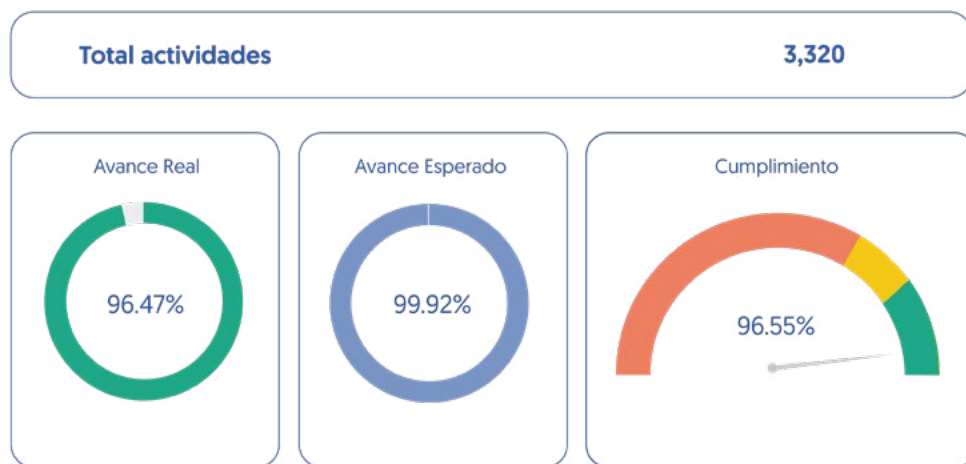 Total actividades 3,320
Avance Real
96.47%
Avance Esperado
99.92%
Cumplimiento
96.55%